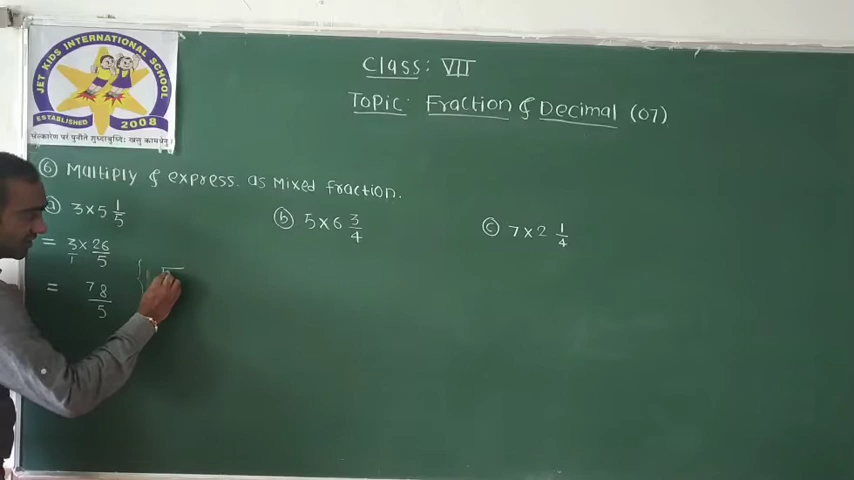 JET KIDS INTERNATIONAL SCHOOL
ESTABLISHED 2008
Class: VII
Topic: Fraction & Decimal (07)
⑥ Multiply & express as Mixed fraction.
ⓐ 3 × 5 1/5
= 3/1 × 26/5
= 78/5 {
ⓑ 5 × 6 3/4
ⓒ 7 × 2 1/4